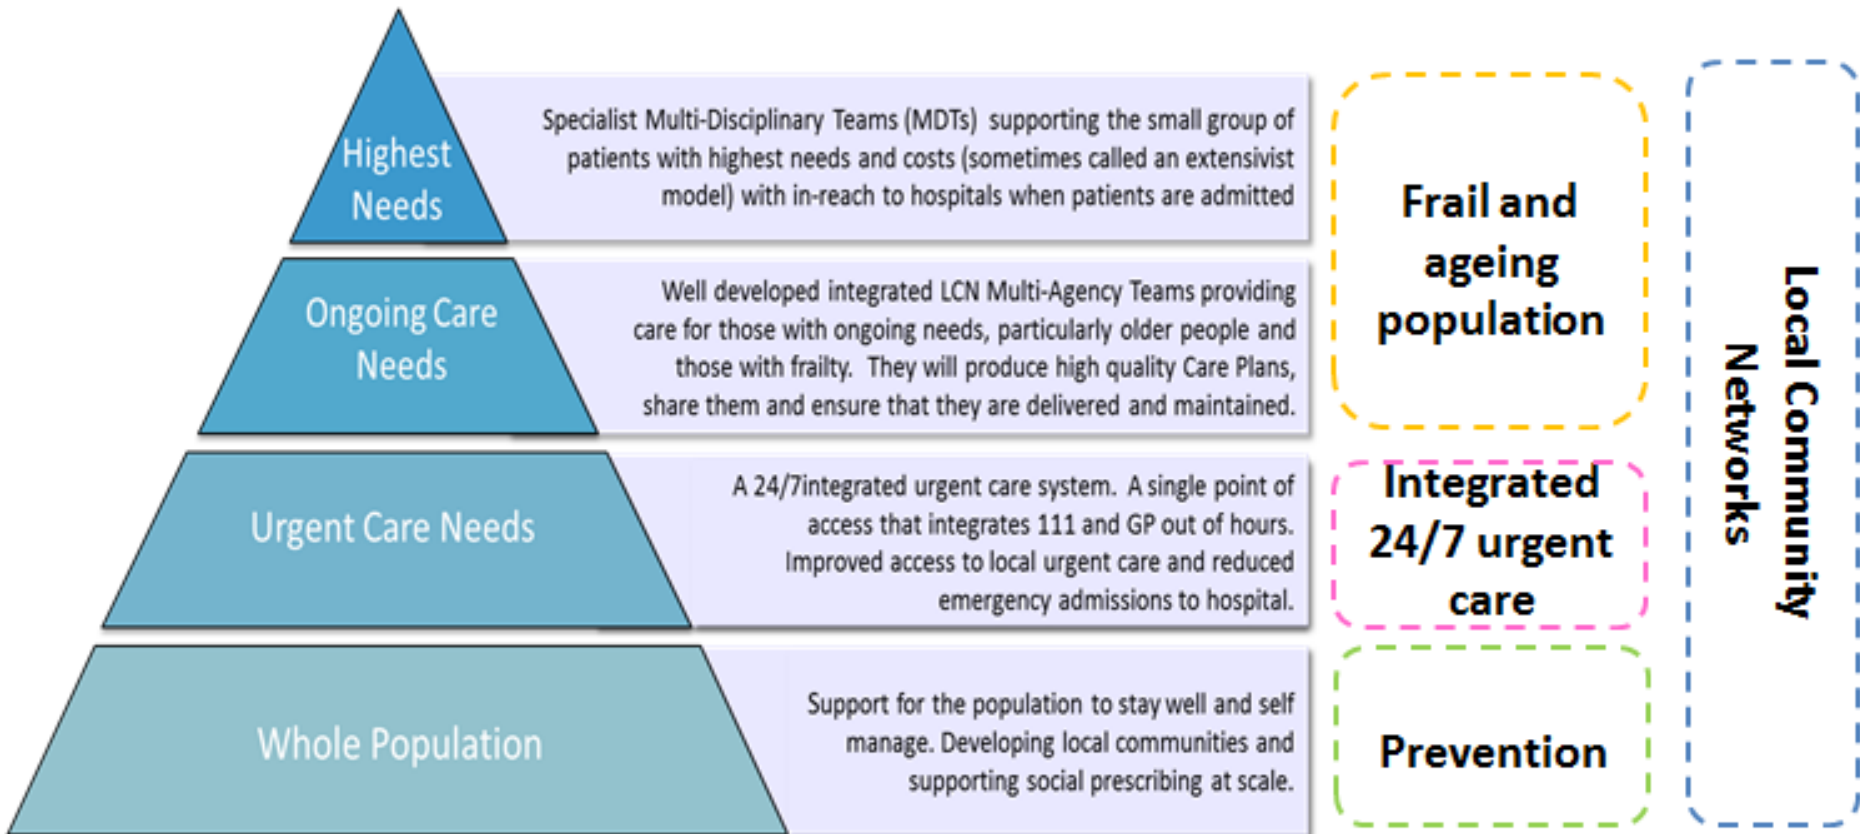 Highest
Needs
Specialist Multi-Disciplinary Teams (MDTs) supporting the small group of
patients with highest needs and costs (sometimes called an extensivist
model) with in-reach to hospitals when patients are admitted
Ongoing Care
Needs
Well developed integrated LCN Multi-Agency Teams providing
care for those with ongoing needs, particularly older people and
those with frailty. They will produce high quality Care Plans,
share them and ensure that they are delivered and maintained.
Frail and
ageing
population
Urgent Care Needs
A 24/7integrated urgent care system. A single point of
access that integrates 111 and GP out of hours.
Improved access to local urgent care and reduced
emergency admissions to hospital.
Integrated
24/7 urgent
care
Whole Population
Support for the population to stay well and self
manage. Developing local communities and
supporting social prescribing at scale.
Prevention
Local Community
Networks